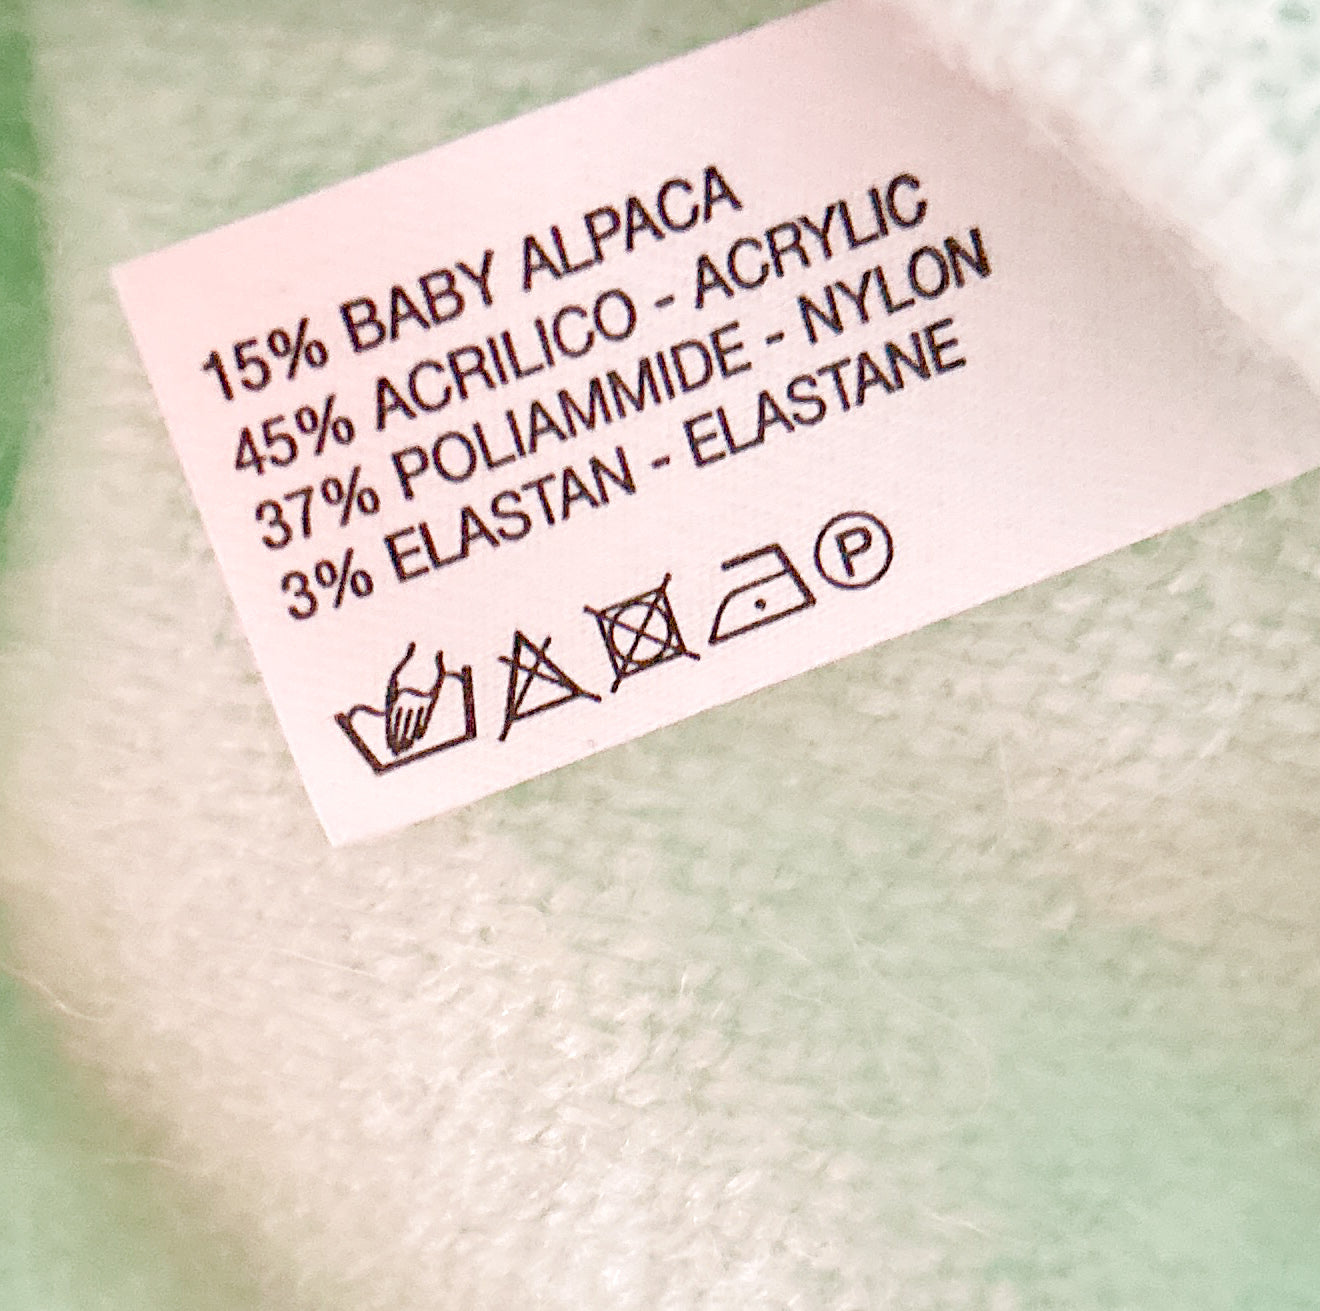 15% BABY ALPACA
45% ACRILICO - ACRYLIC
37% POLIAMMIDE - NYLON
3% ELASTAN - ELASTANE
P